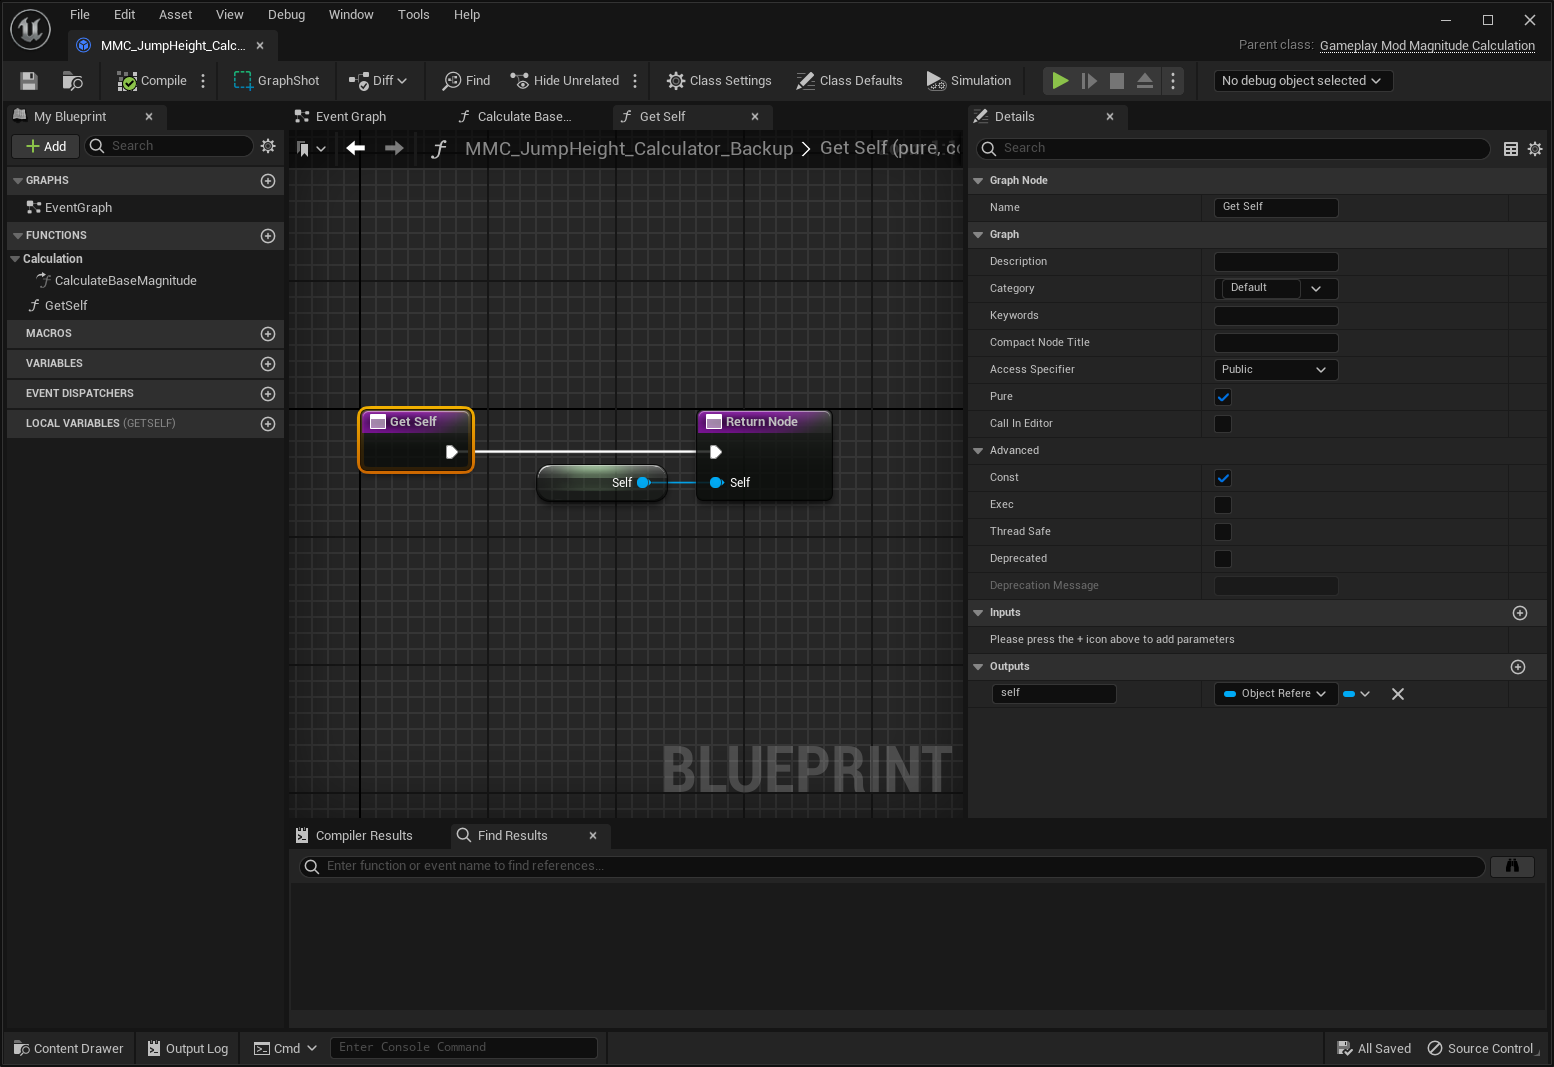 File Edit Asset View Debug Window Tools Help
MMC_JumpHeight_Calc...
Parent class: Gameplay Mod Magnitude Calculation
Compile GraphShot Diff Find Hide Unrelated Class Settings Class Defaults Simulation No debug object selected
My Blueprint
Add Search
GRAPHS
EventGraph
FUNCTIONS
Calculation
CalculateBaseMagnitude
GetSelf
MACROS
VARIABLES
EVENT DISPATCHERS
LOCAL VARIABLES (GETSELF)
Event Graph Calculate Base... Get Self
MMC_JumpHeight_Calculator_Backup > Get Self (pure, co
Get Self
Return Node
Self
Self
BLUEPRINT
Details
Search
Graph Node
Name Get Self
Graph
Description
Category Default
Keywords
Compact Node Title
Access Specifier Public
Pure
Call In Editor
Advanced
Const
Exec
Thread Safe
Deprecated
Deprecation Message
Inputs
Please press the + icon above to add parameters
Outputs
self Object Refere
Compiler Results Find Results
Enter function or event name to find references...
Content Drawer Output Log Cmd Enter Console Command All Saved Source Control